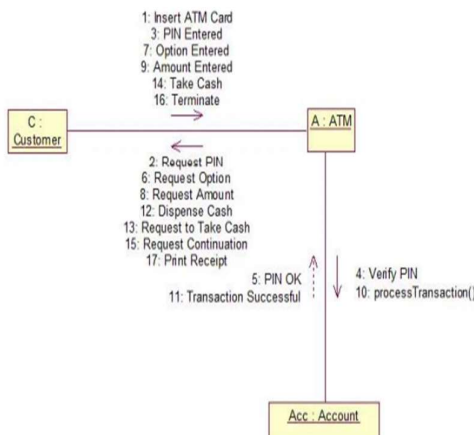 1: Insert ATM Card
3: PIN Entered
7: Option Entered
9: Amount Entered
14: Take Cash
16: Terminate
C :
Customer
A : ATM
2: Request PIN
6: Request Option
8: Request Amount
12: Dispense Cash
13: Request to Take Cash
15: Request Continuation
17: Print Receipt
5: PIN OK
11: Transaction Successful
4: Verify PIN
10: processTransaction()
Acc : Account